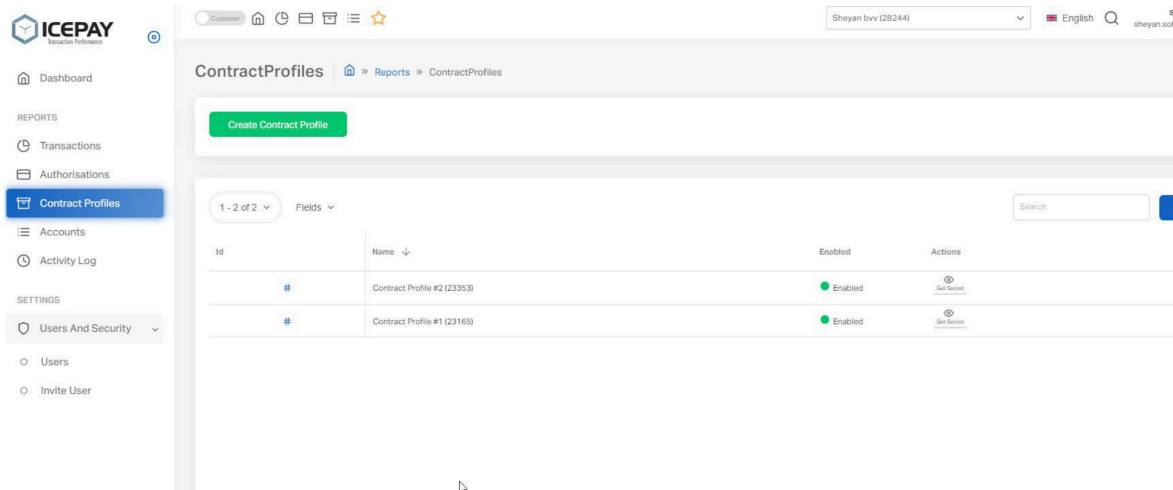 ICEPAY
Transaction Performance
Customer
Sheyan bvv (28244)
English
Dashboard
REPORTS
Transactions
Authorisations
Contract Profiles
Accounts
Activity Log
SETTINGS
Users And Security
Users
Invite User
ContractProfiles
» Reports » ContractProfiles
Create Contract Profile
1 - 2 of 2
Fields
Search
Id
Name
Enabled
Actions
#
Contract Profile #2 (23353)
Enabled
Get Secret
#
Contract Profile #1 (23165)
Enabled
Get Secret